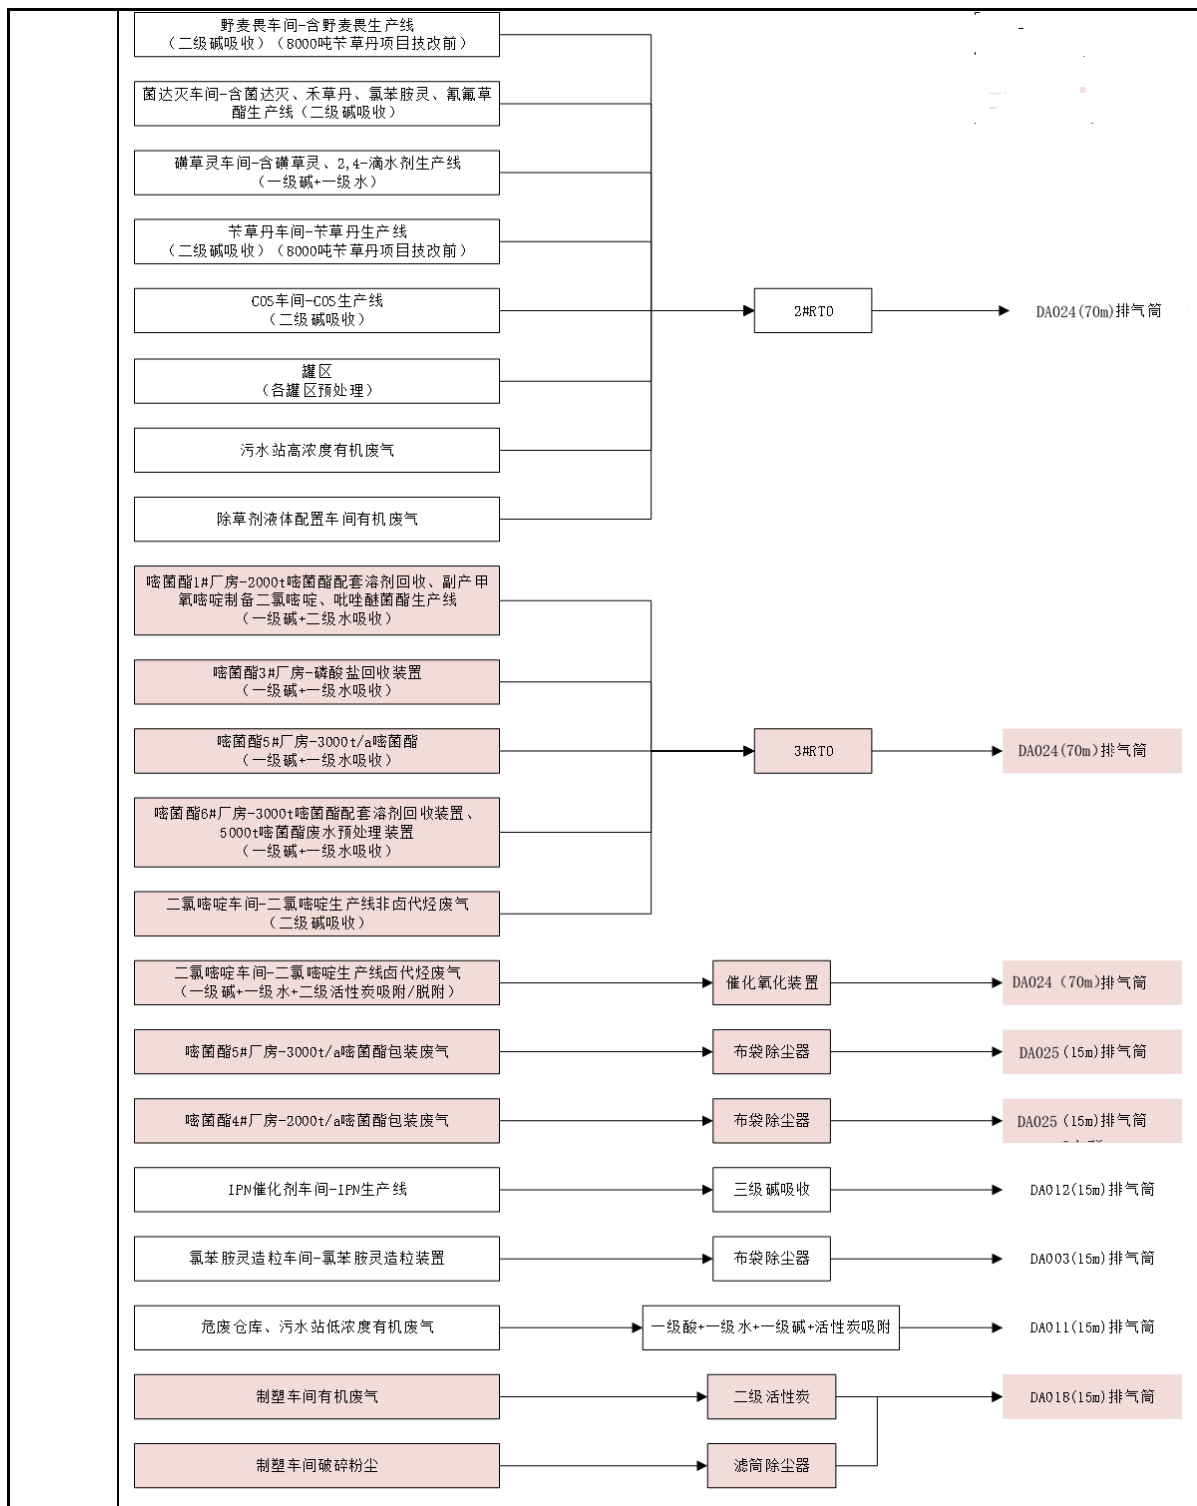 野麦畏车间-含野麦畏生产线
（二级碱吸收）（8000吨苄草丹项目技改前）
菌达灭车间-含菌达灭、禾草丹、氯苯胺灵、氰氟草
酯生产线（二级碱吸收）
磺草灵车间-含磺草灵、2,4-滴水剂生产线
（一级碱+一级水）
苄草丹车间-苄草丹生产线
（二级碱吸收）（8000吨苄草丹项目技改前）
COS车间-COS生产线
（二级碱吸收）
2#RTO
DA024(70m)排气筒
罐区
（各罐区预处理）
污水站高浓度有机废气
除草剂液体配置车间有机废气
嘧菌酯1#厂房-2000t嘧菌酯配套溶剂回收、副产甲
氧嘧啶制备二氯嘧啶、吡唑醚菌酯生产线
（一级碱+二级水吸收）
嘧菌酯3#厂房-磷酸盐回收装置
（一级碱+一级水吸收）
嘧菌酯5#厂房-3000t/a嘧菌酯
（一级碱+一级水吸收）
3#RTO
DA024(70m)排气筒
嘧菌酯6#厂房-3000t嘧菌酯配套溶剂回收装置、
5000t嘧菌酯废水预处理装置
（一级碱+一级水吸收）
二氯嘧啶车间-二氯嘧啶生产线非卤代烃废气
（二级碱吸收）
二氯嘧啶车间-二氯嘧啶生产线卤代烃废气
（一级碱+一级水+二级活性炭吸附/脱附）
催化氧化装置
DA024（70m)排气筒
嘧菌酯5#厂房-3000t/a嘧菌酯包装废气
布袋除尘器
DA025(15m)排气筒
嘧菌酯4#厂房-2000t/a嘧菌酯包装废气
布袋除尘器
DA025（15m)排气筒
IPN催化剂车间-IPN生产线
三级碱吸收
DA012(15m)排气筒
氯苯胺灵造粒车间-氯苯胺灵造粒装置
布袋除尘器
DA003(15m)排气筒
危废仓库、污水站低浓度有机废气
一级酸+一级水+一级碱+活性炭吸附
DA011(15m)排气筒
制塑车间有机废气
二级活性炭
DA018(15m)排气筒
制塑车间破碎粉尘
滤筒除尘器